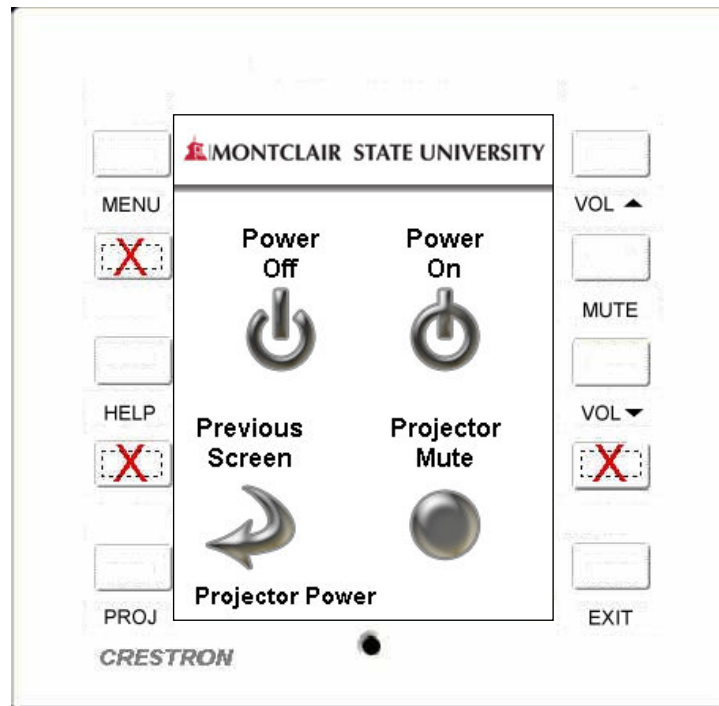 MONTCLAIR STATE UNIVERSITY
MENU
VOL ▲
Power
Off
Power
On
X
MUTE
HELP
VOL ▼
Previous
Screen
Projector
Mute
X
X
Projector Power
PROJ
EXIT
CRESTRON